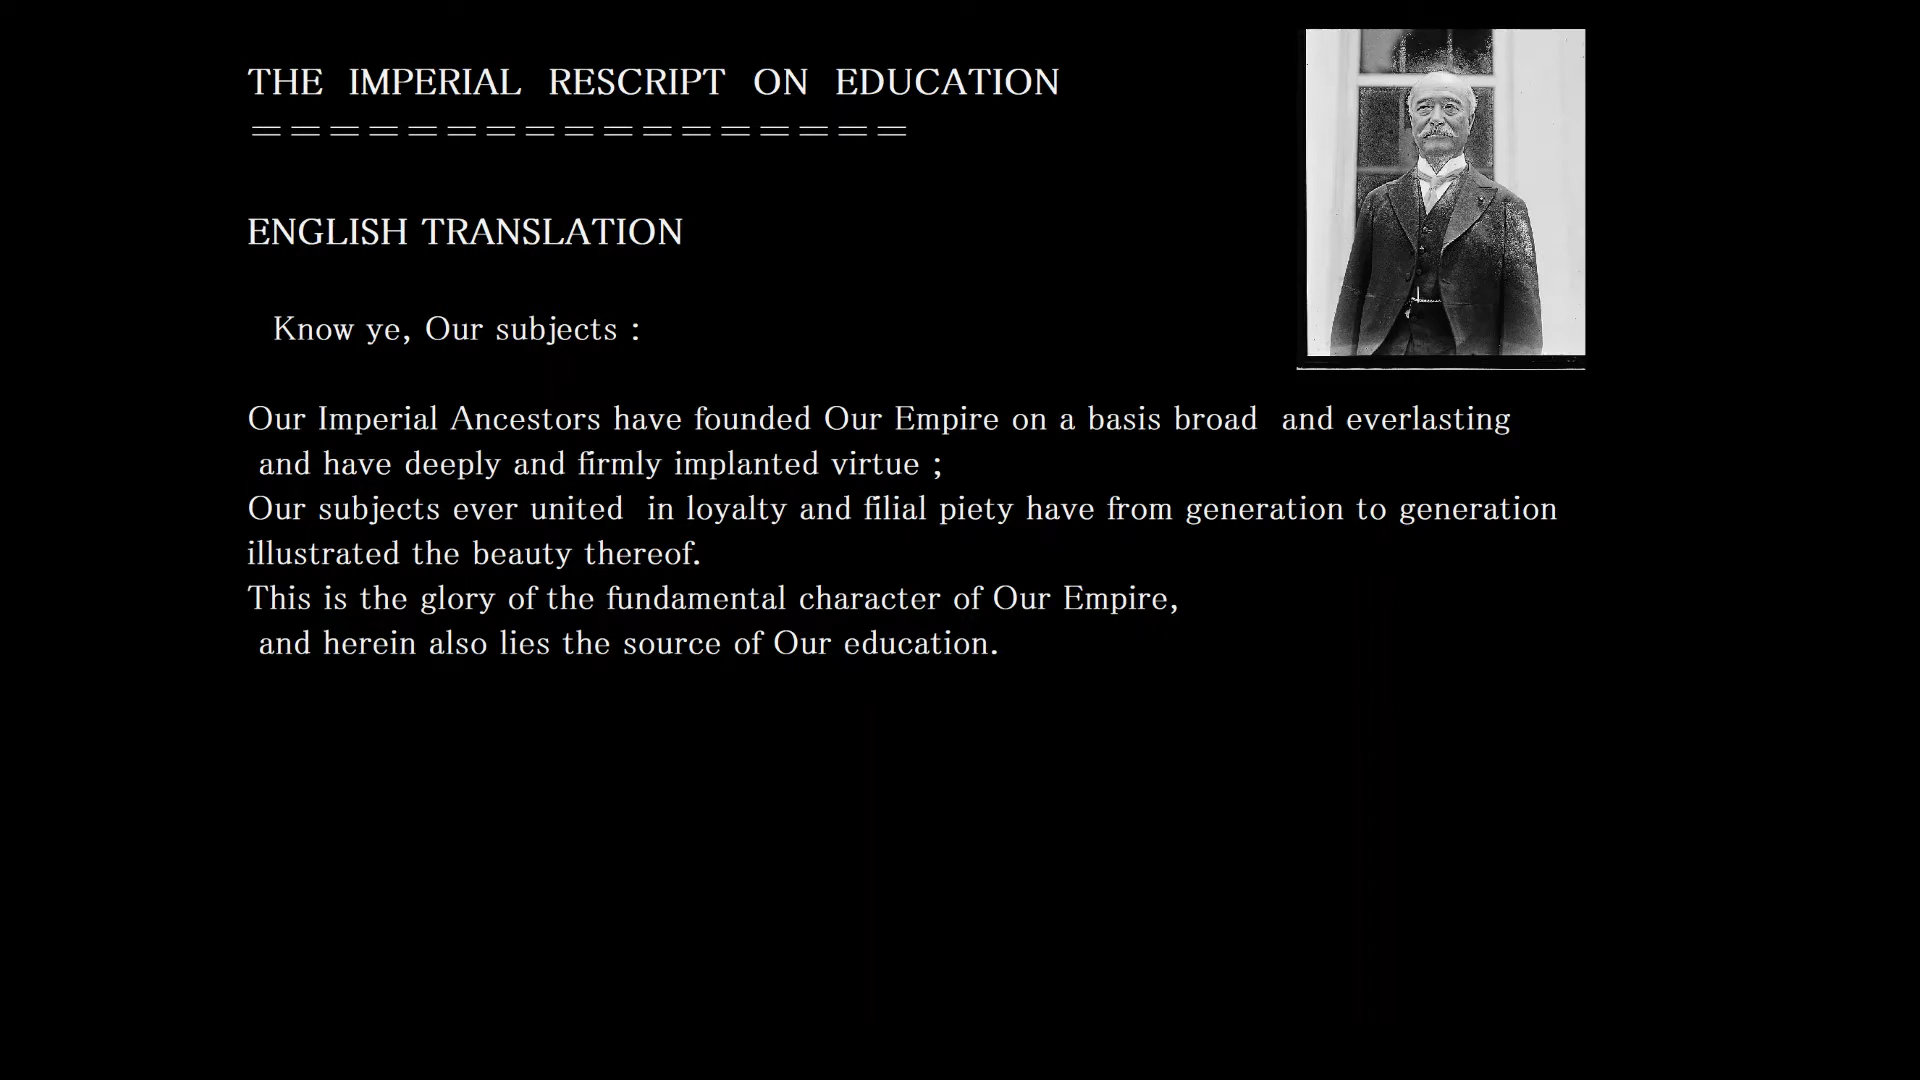 THE IMPERIAL RESCRIPT ON EDUCATION
=================
ENGLISH TRANSLATION
Know ye, Our subjects :
Our Imperial Ancestors have founded Our Empire on a basis broad and everlasting
and have deeply and firmly implanted virtue ;
Our subjects ever united in loyalty and filial piety have from generation to generation
illustrated the beauty thereof.
This is the glory of the fundamental character of Our Empire,
and herein also lies the source of Our education.